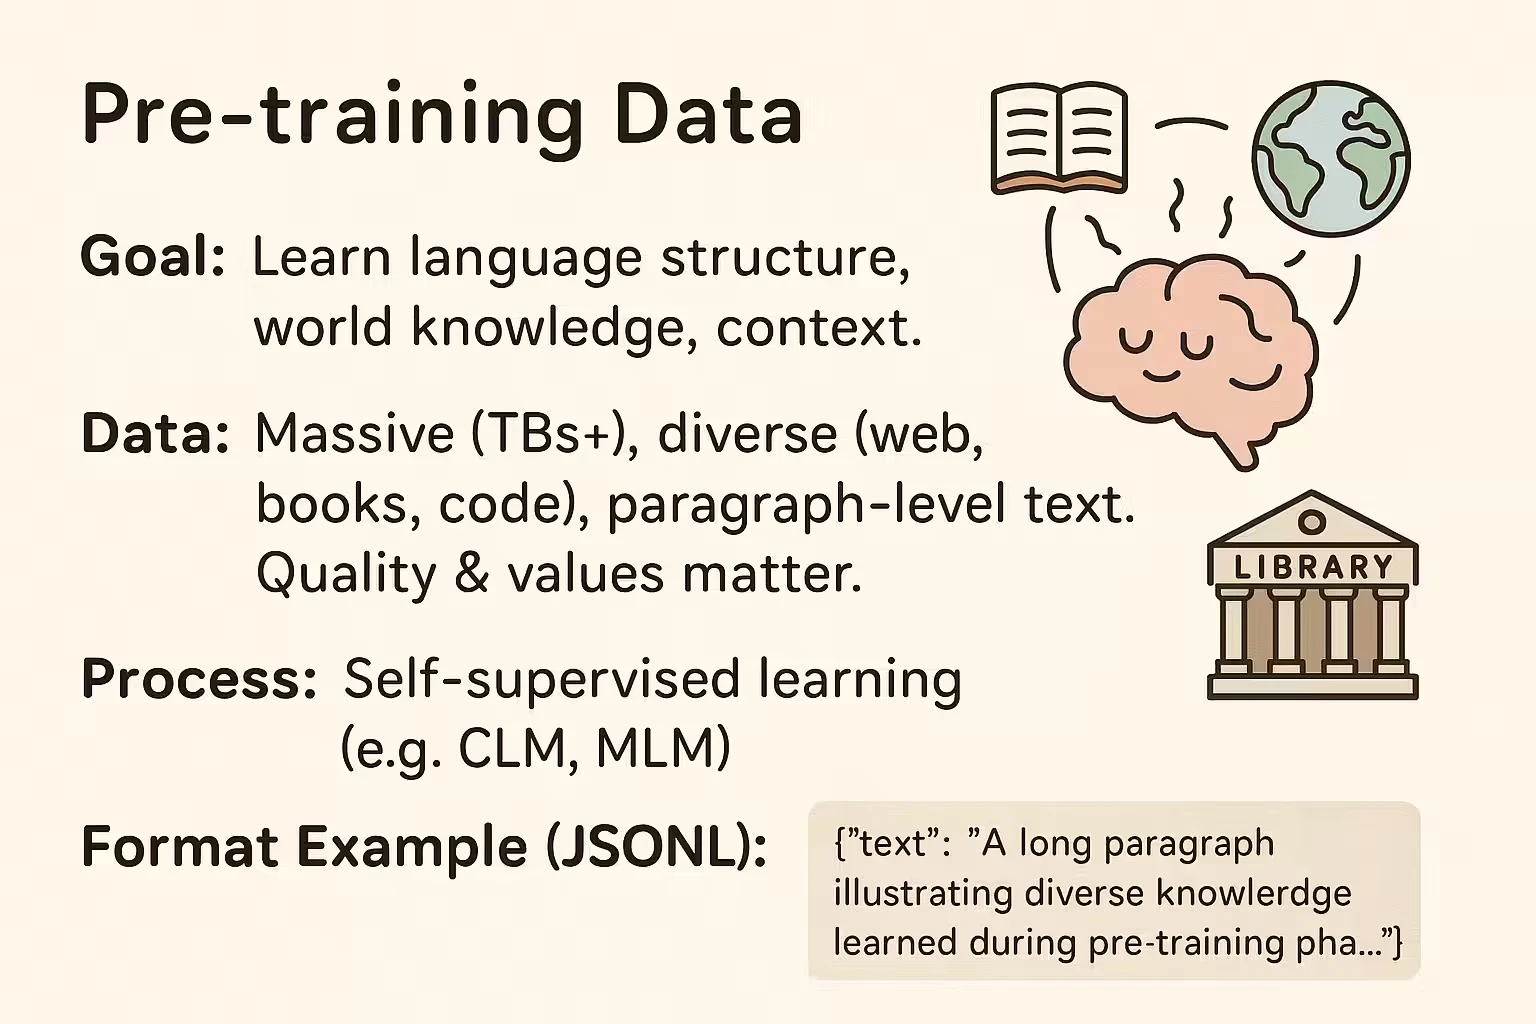 Pre-training Data
Goal: Learn language structure,
world knowledge, context.
Data: Massive (TBs+), diverse (web,
books, code), paragraph-level text.
Quality & values matter.
LIBRARY
Process: Self-supervised learning
(e.g. CLM, MLM)
Format Example (JSONL):
{”text”: ”A long paragraph
illustrating diverse knowlerdge
learned during pre-training pha...”}